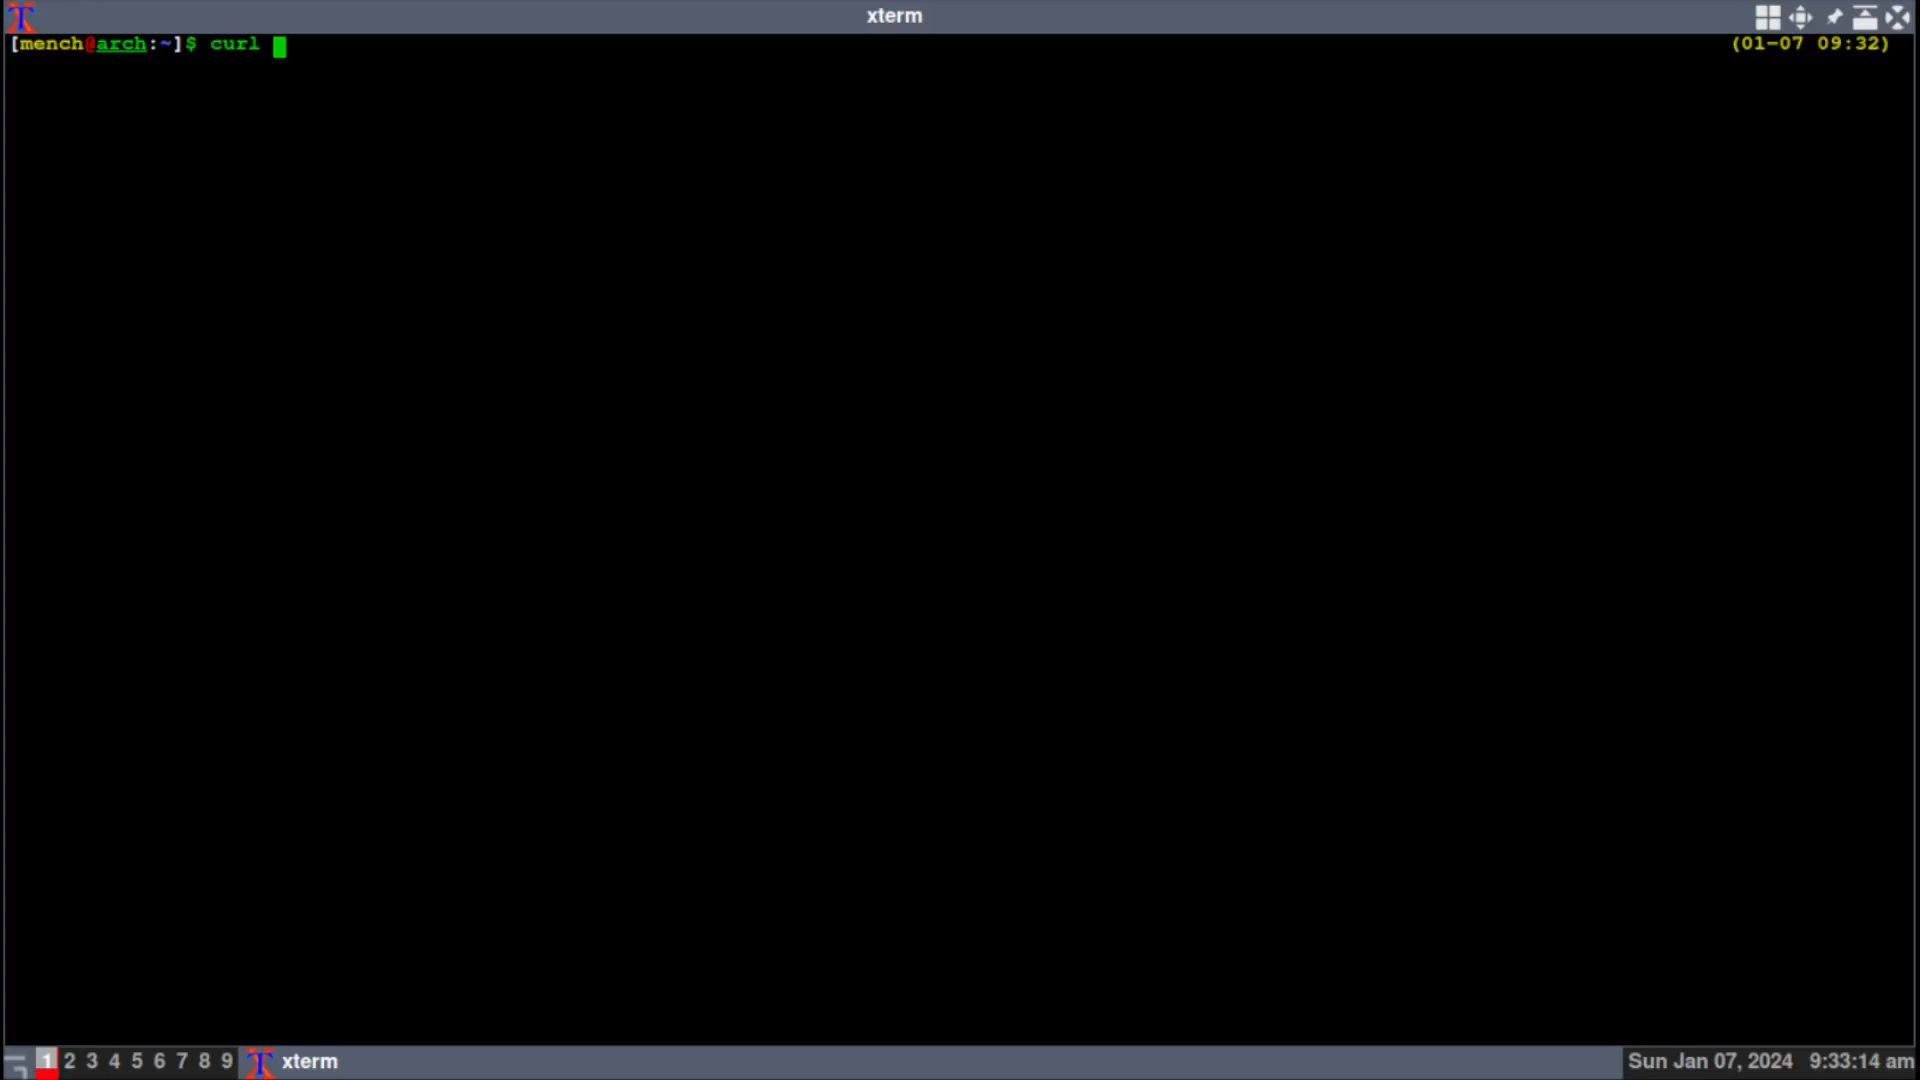 xterm
[mench@arch:~]$ curl (01-07 09:32)
1 2 3 4 5 6 7 8 9 xterm Sun Jan 07, 2024 9:33:14 am